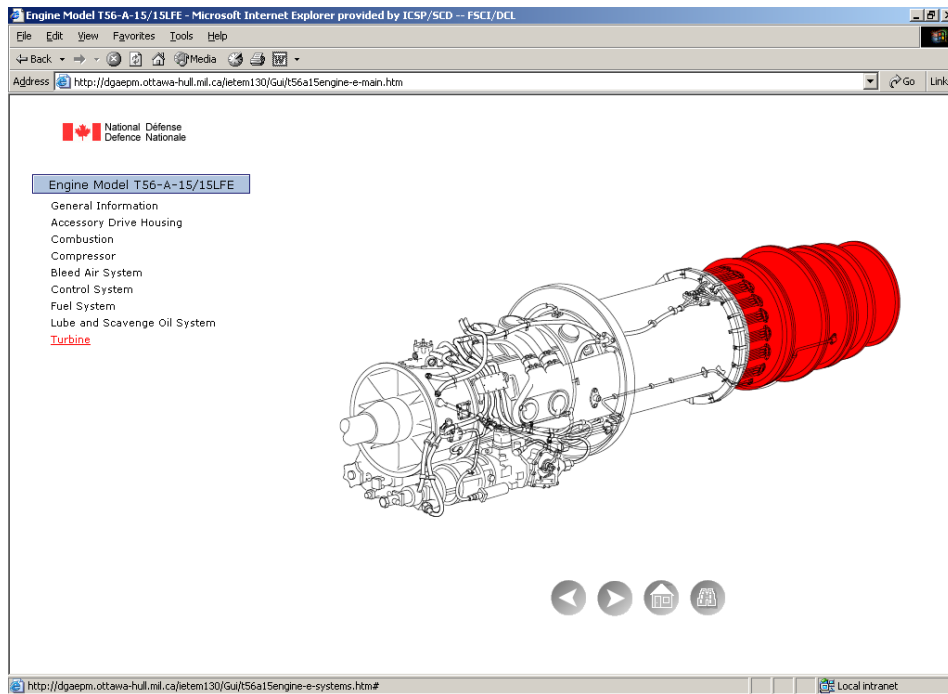 Engine Model T56-A-15/15LFE - Microsoft Internet Explorer provided by ICSP/SCD -- FSCI/DCL
File Edit View Favorites Tools Help
Back Media
Address http://dgaepm.ottawa-hull.mil.ca/ietem130/Gui/t56a15engine-e-main.htm Go Link
National Défense
Defence Nationale
Engine Model T56-A-15/15LFE
General Information
Accessory Drive Housing
Combustion
Compressor
Bleed Air System
Control System
Fuel System
Lube and Scavenge Oil System
Turbine
http://dgaepm.ottawa-hull.mil.ca/ietem130/Gui/t56a15engine-e-systems.htm# Local intranet